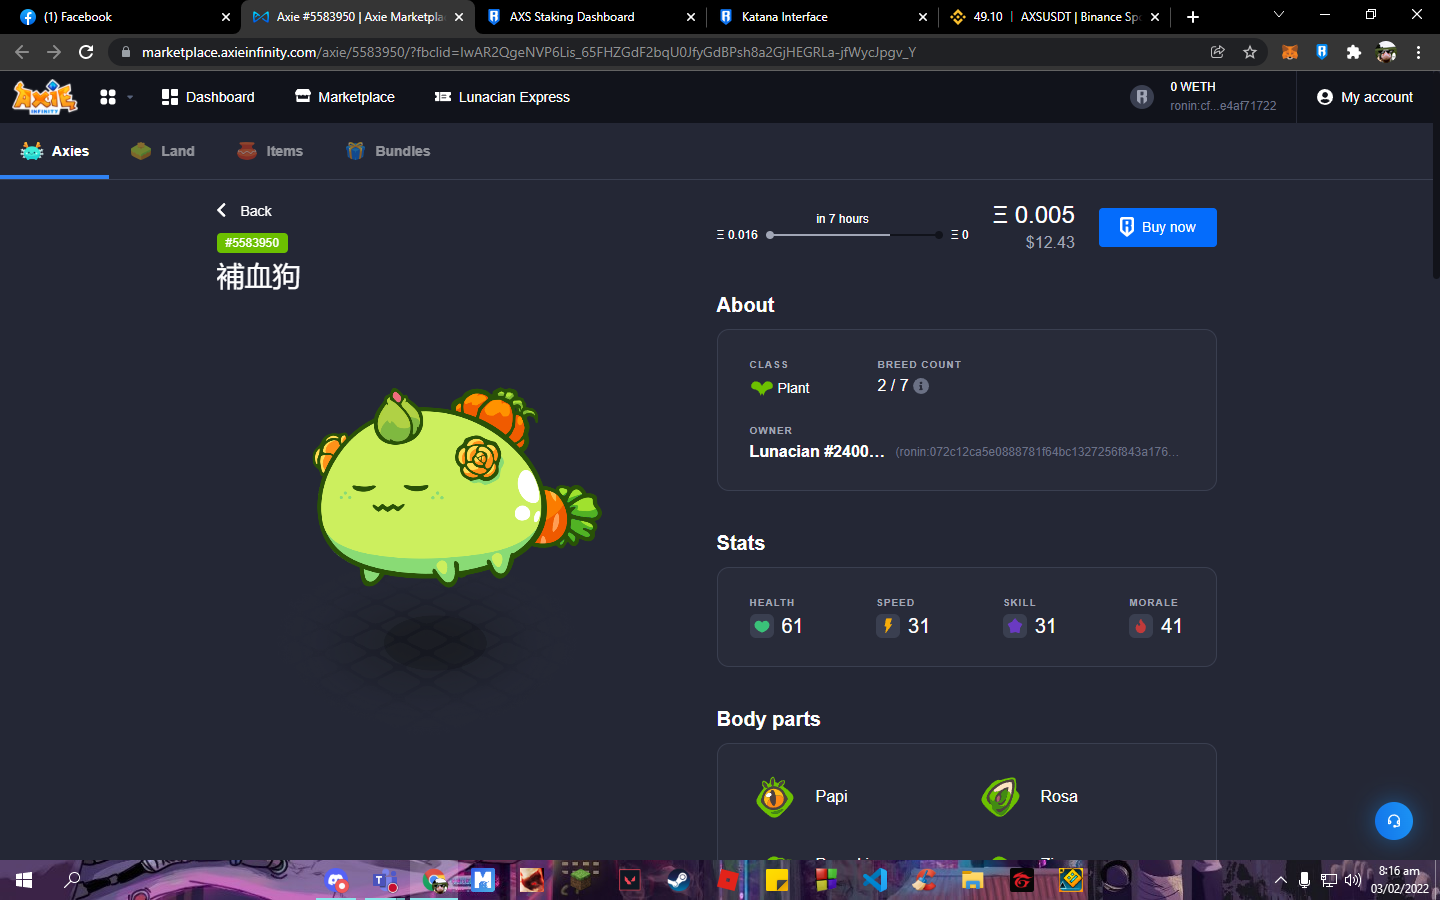 (1) Facebook
Axie #5583950 | Axie Marketpla
AXS Staking Dashboard
Katana Interface
49.10 | AXSUSDT | Binance Spo
marketplace.axieinfinity.com/axie/5583950/?fbclid=IwAR2QgeNVP6Lis_65FHZGdF2bqU0JfyGdBPsh8a2GjHEGRLa-jfWycJpgv_Y
AXIE
INFINITY
Dashboard
Marketplace
Lunacian Express
0 WETH
ronin:cf...e4af71722
My account
Axies
Land
Items
Bundles
Back
#5583950
補血狗
in 7 hours
Ξ 0.016
Ξ 0
Ξ 0.005
$12.43
Buy now
About
CLASS
Plant
BREED COUNT
2 / 7
OWNER
Lunacian #2400... (ronin:072c12ca5e0888781f64bc1327256f843a176...
Stats
HEALTH
61
SPEED
31
SKILL
31
MORALE
41
Body parts
Papi
Rosa
8:16 am
03/02/2022